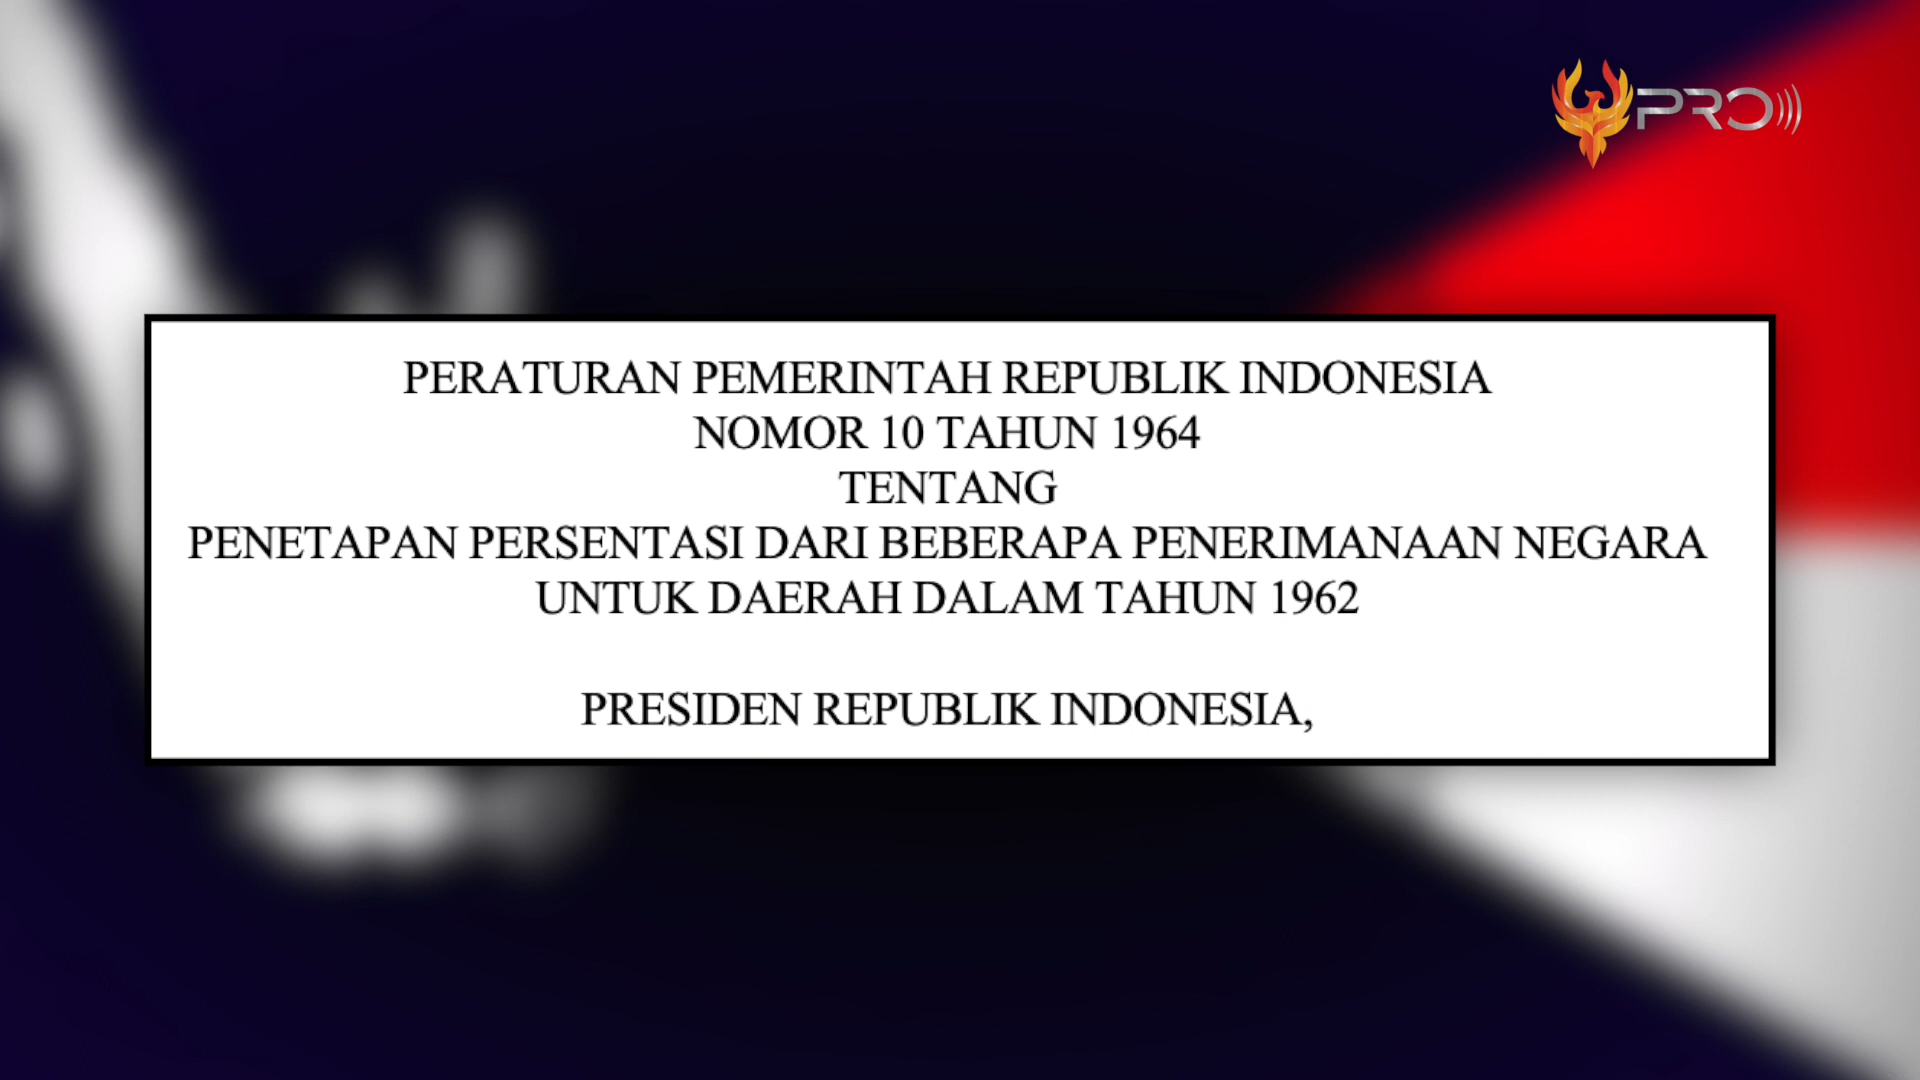 PRO
PERATURAN PEMERINTAH REPUBLIK INDONESIA
NOMOR 10 TAHUN 1964
TENTANG
PENETAPAN PERSENTASI DARI BEBERAPA PENERIMANAAN NEGARA
UNTUK DAERAH DALAM TAHUN 1962
PRESIDEN REPUBLIK INDONESIA,